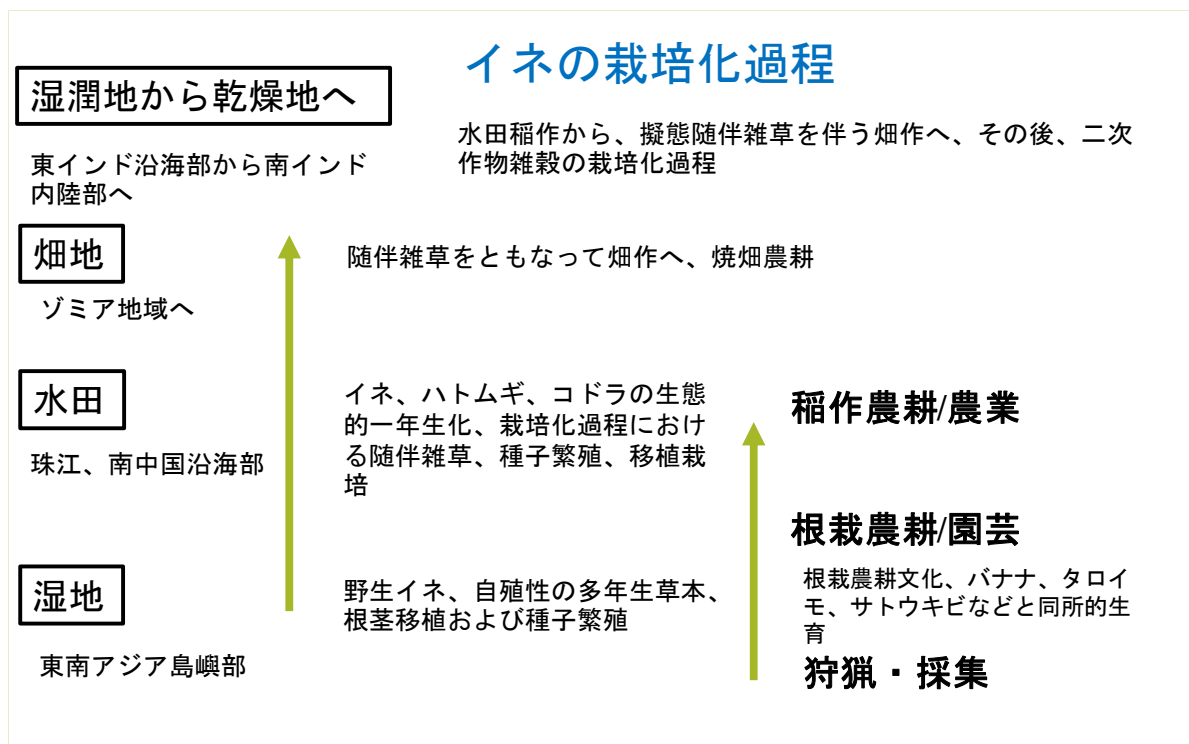 イネの栽培化過程
湿潤地から乾燥地へ
水田稲作から、擬態随伴雑草を伴う畑作へ、その後、二次
作物雑穀の栽培化過程
東インド沿海部から南インド
内陸部へ
畑地
随伴雑草をともなって畑作へ、焼畑農耕
ゾミア地域へ
水田
イネ、ハトムギ、コドラの生態
的一年生化、栽培化過程におけ
る随伴雑草、種子繁殖、移植栽
培
稲作農耕/農業
珠江、南中国沿海部
根栽農耕/園芸
湿地
野生イネ、自殖性の多年生草本、
根茎移植および種子繁殖
根栽農耕文化、バナナ、タロイ
モ、サトウキビなどと同所的生
育
東南アジア島嶼部
狩猟・採集